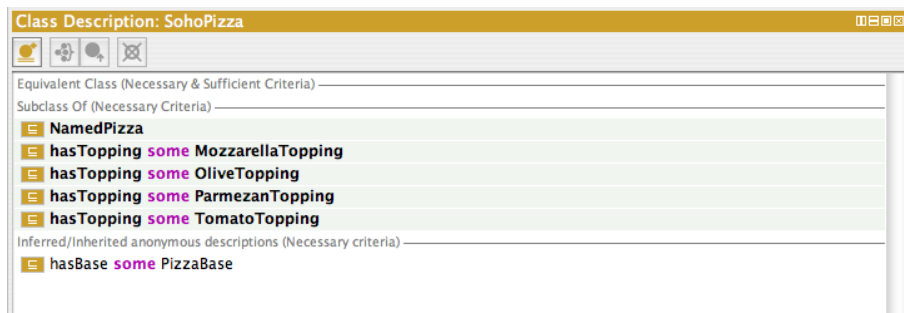 Class Description: SohoPizza
Equivalent Class (Necessary & Sufficient Criteria)
Subclass Of (Necessary Criteria)
⊑ NamedPizza
⊑ hasTopping some MozzarellaTopping
⊑ hasTopping some OliveTopping
⊑ hasTopping some ParmezanTopping
⊑ hasTopping some TomatoTopping
Inferred/Inherited anonymous descriptions (Necessary criteria)
⊑ hasBase some PizzaBase